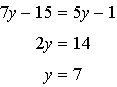 7y − 15 = 5y − 1
2y = 14
y = 7